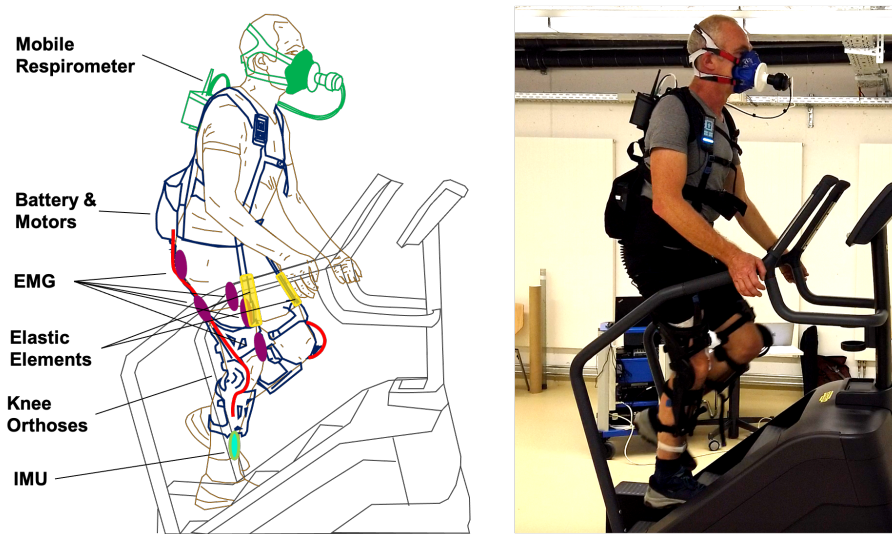 Mobile
Respirometer
Battery &
Motors
EMG
Elastic
Elements
Knee
Orthoses
IMU